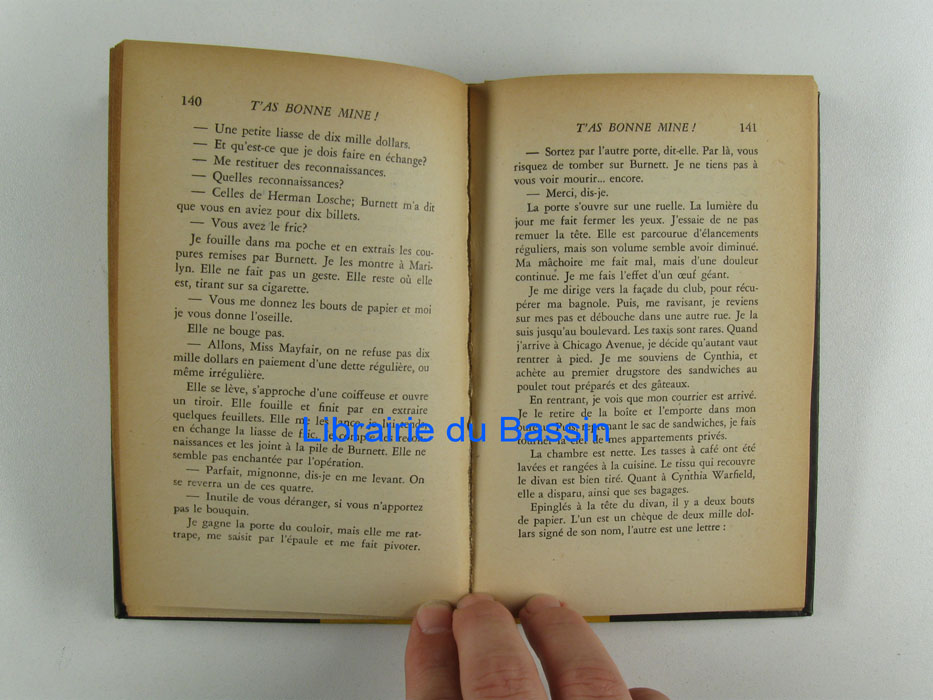 140
T'AS BONNE MINE !
— Une petite liasse de dix mille dollars.
— Et qu'est-ce que je dois faire en échange?
— Me restituer des reconnaissances.
— Quelles reconnaissances?
— Celles de Herman Losche; Burnett m'a dit
que vous en aviez pour dix billets.
— Vous avez le fric?
Je fouille dans ma poche et en extrais les cou-
pures remises par Burnett. Je les montre à Mari-
lyn. Elle ne fait pas un geste. Elle reste où elle
est, tirant sur sa cigarette.
— Vous me donnez les bouts de papier et moi
je vous donne l'oseille.
Elle ne bouge pas.
— Allons, Miss Mayfair, on ne refuse pas dix
mille dollars en paiement d'une dette régulière, ou
même irrégulière.
Elle se lève, s'approche d'une coiffeuse et ouvre
un tiroir. Elle fouille et finit par en extraire
quelques feuillets. Elle me les lance, je lui tends
en échange la liasse de fric. Je compte les recon-
naissances et les joint à la pile de Burnett. Elle ne
semble pas enchantée par l'opération.
— Parfait, mignonne, dis-je en me levant. On
se reverra un de ces quatre.
— Inutile de vous déranger, si vous n'apportez
pas le bouquin.
Je gagne la porte du couloir, mais elle me rat-
trape, me saisit par l'épaule et me fait pivoter.
T'AS BONNE MINE !
141
— Sortez par l'autre porte, dit-elle. Par là, vous
risquez de tomber sur Burnett. Je ne tiens pas à
vous voir mourir... encore.
— Merci, dis-je.
La porte s'ouvre sur une ruelle. La lumière du
jour me fait fermer les yeux. J'essaie de ne pas
remuer la tête. Elle est parcourue d'élancements
réguliers, mais son volume semble avoir diminué.
Ma mâchoire me fait mal, mais d'une douleur
continue. Je me fais l'effet d'un œuf géant.
Je me dirige vers la façade du club, pour récu-
pérer ma bagnole. Puis, me ravisant, je reviens
sur mes pas et débouche dans une autre rue. Je la
suis jusqu'au boulevard. Les taxis sont rares. Quand
j'arrive à Chicago Avenue, je décide qu'autant vaut
rentrer à pied. Je me souviens de Cynthia, et
achète au premier drugstore des sandwiches au
poulet tout préparés et des gâteaux.
En rentrant, je vois que mon courrier est arrivé.
Je le retire de la boîte et l'emporte dans mon
bureau. Puis, reprenant le sac de sandwiches, je fais
tourner la clef de mes appartements privés.
La chambre est nette. Les tasses à café ont été
lavées et rangées à la cuisine. Le tissu qui recouvre
le divan est bien tiré. Quant à Cynthia Warfield,
elle a disparu, ainsi que ses bagages.
Epinglés à la tête du divan, il y a deux bouts
de papier. L'un est un chèque de deux mille dol-
lars signé de son nom, l'autre est une lettre :
Librairie du Bassin